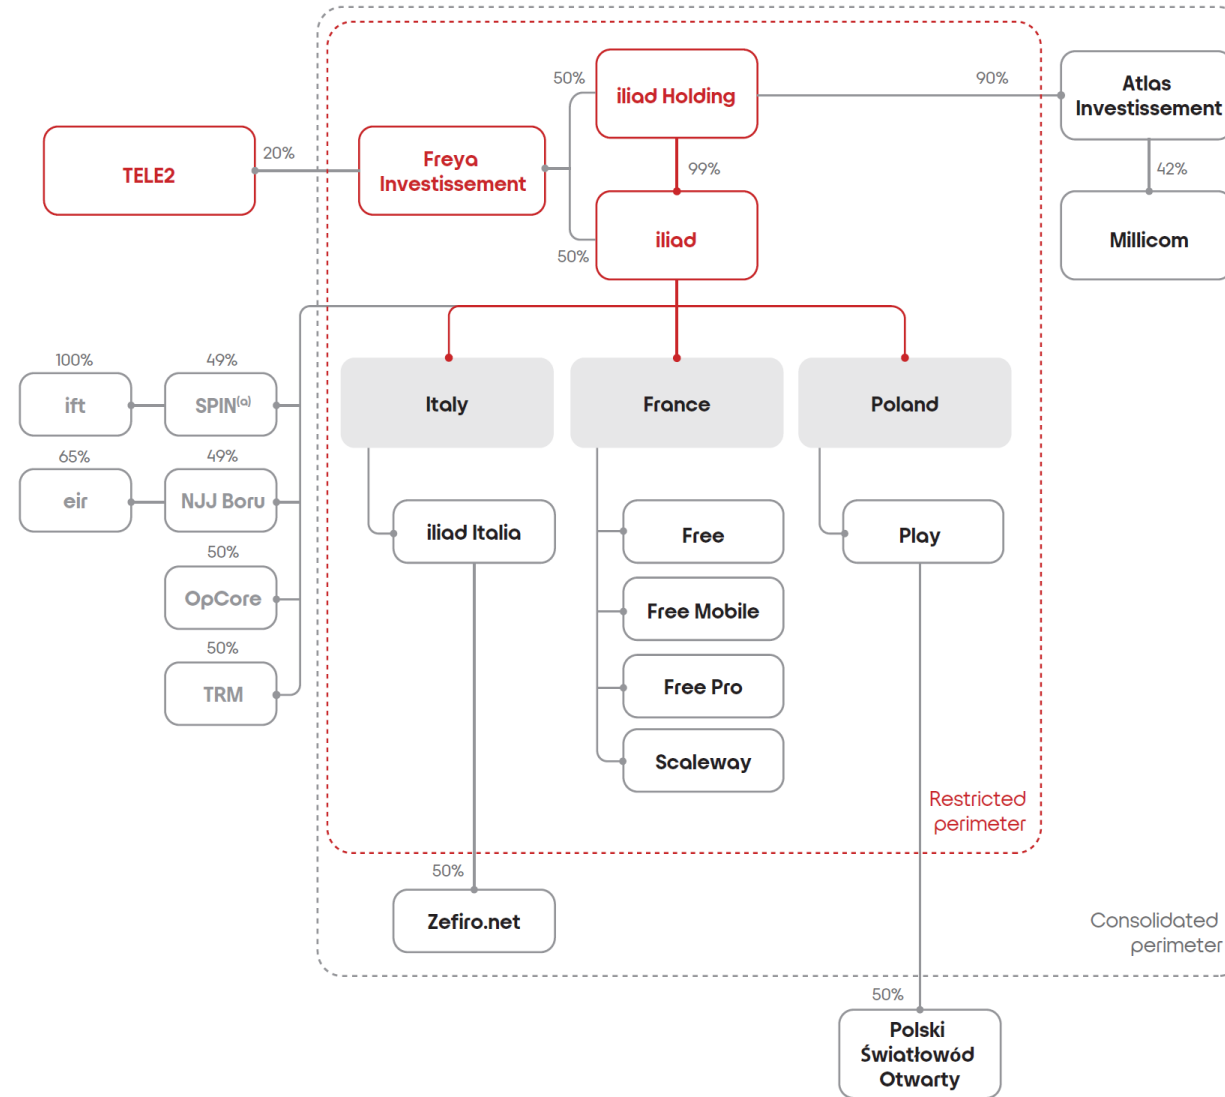 50%
iliad Holding
90%
Atlas
Investissement
TELE2
20%
Freya
Investissement
99%
42%
50%
iliad
Millicom
100%
49%
ift
SPIN(a)
Italy
France
Poland
65%
49%
eir
NJJ Boru
iliad Italia
Free
Play
50%
OpCore
Free Mobile
50%
TRM
Free Pro
Scaleway
Restricted
perimeter
50%
Zefiro.net
Consolidated
perimeter
50%
Polski
Światłowód
Otwarty